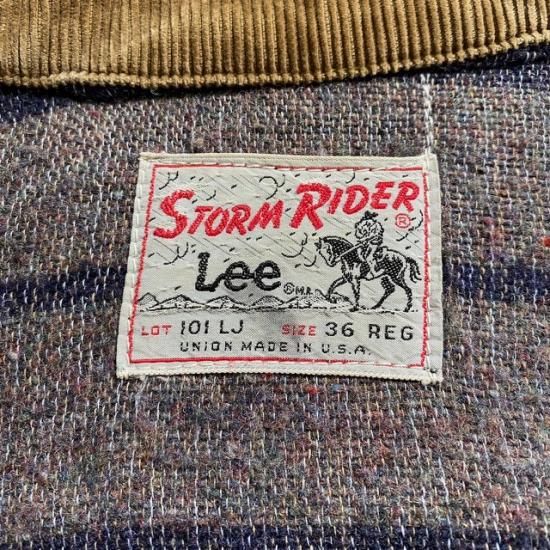 STORM RIDER ®
Lee ® M.R.
LOT 101 LJ SIZE 36 REG
UNION MADE IN U.S.A.